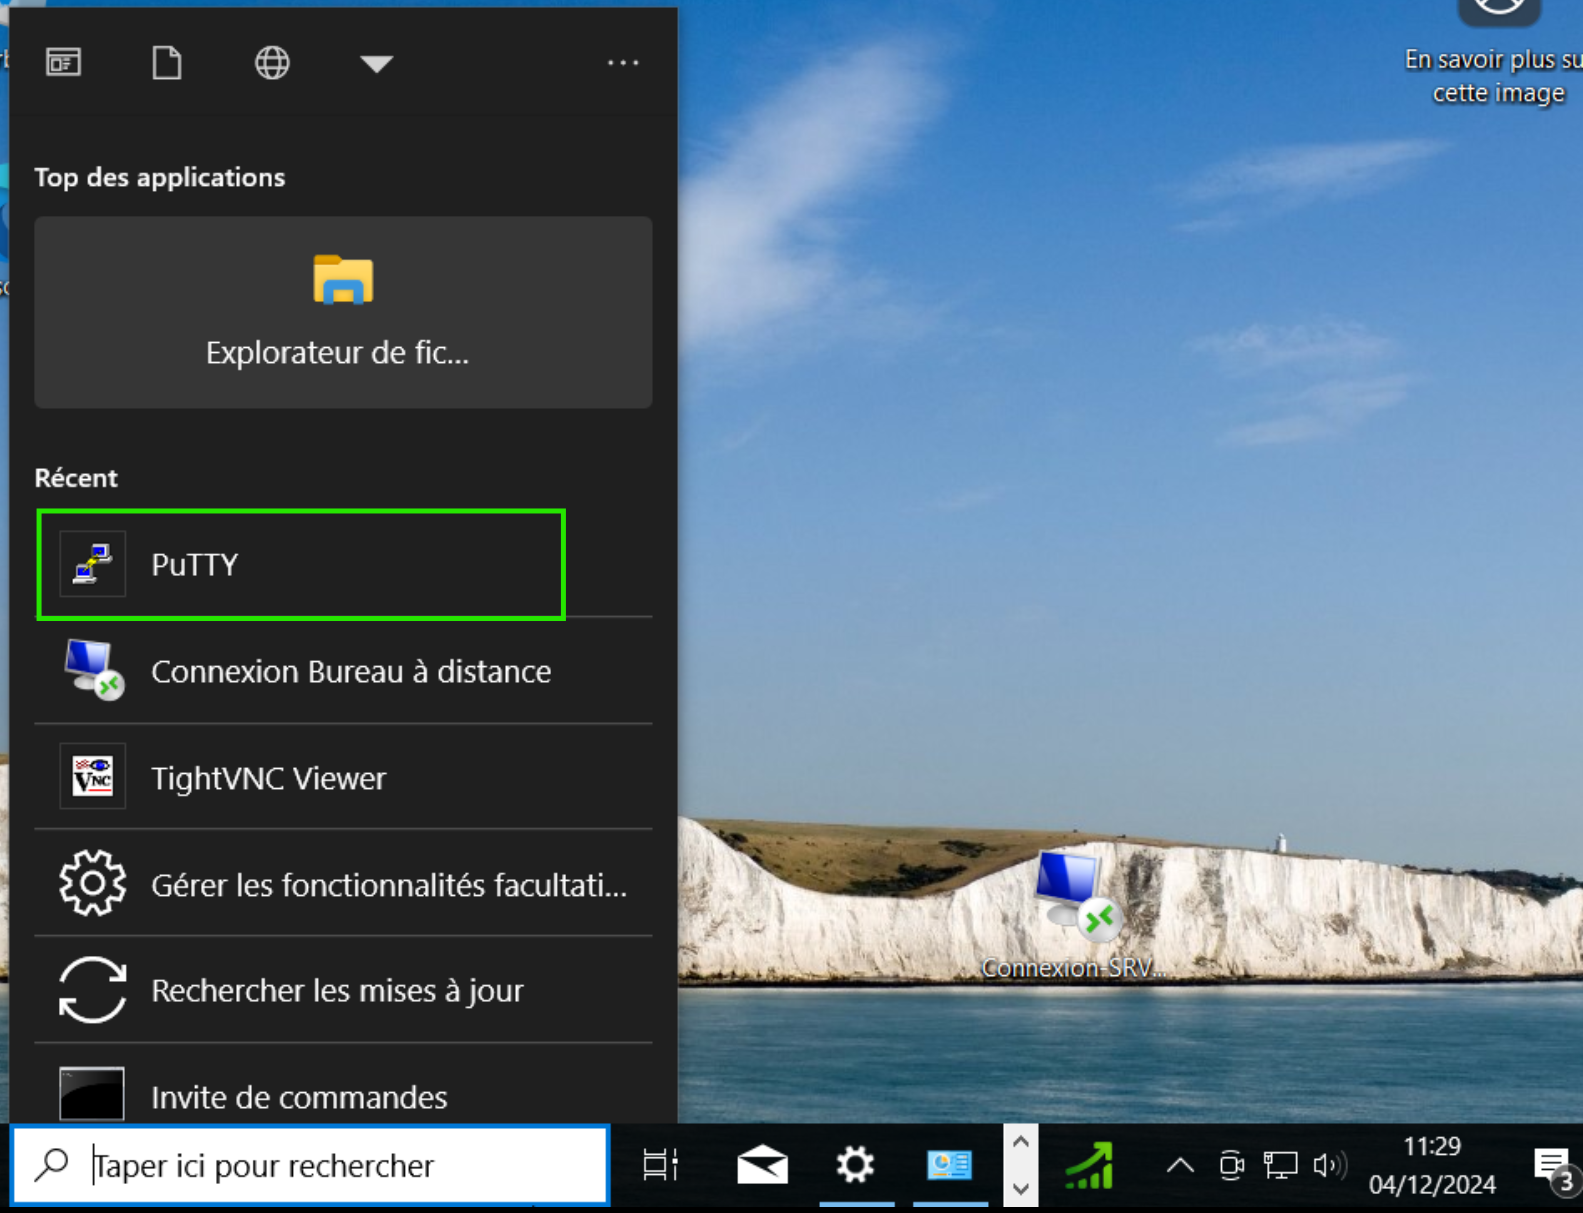 En savoir plus su
cette image
Top des applications
Explorateur de fic...
Récent
PuTTY
Connexion Bureau à distance
VNC
TightVNC Viewer
Gérer les fonctionnalités facultati...
Rechercher les mises à jour
Invite de commandes
Connexion-SRV...
Taper ici pour rechercher
11:29
04/12/2024
3